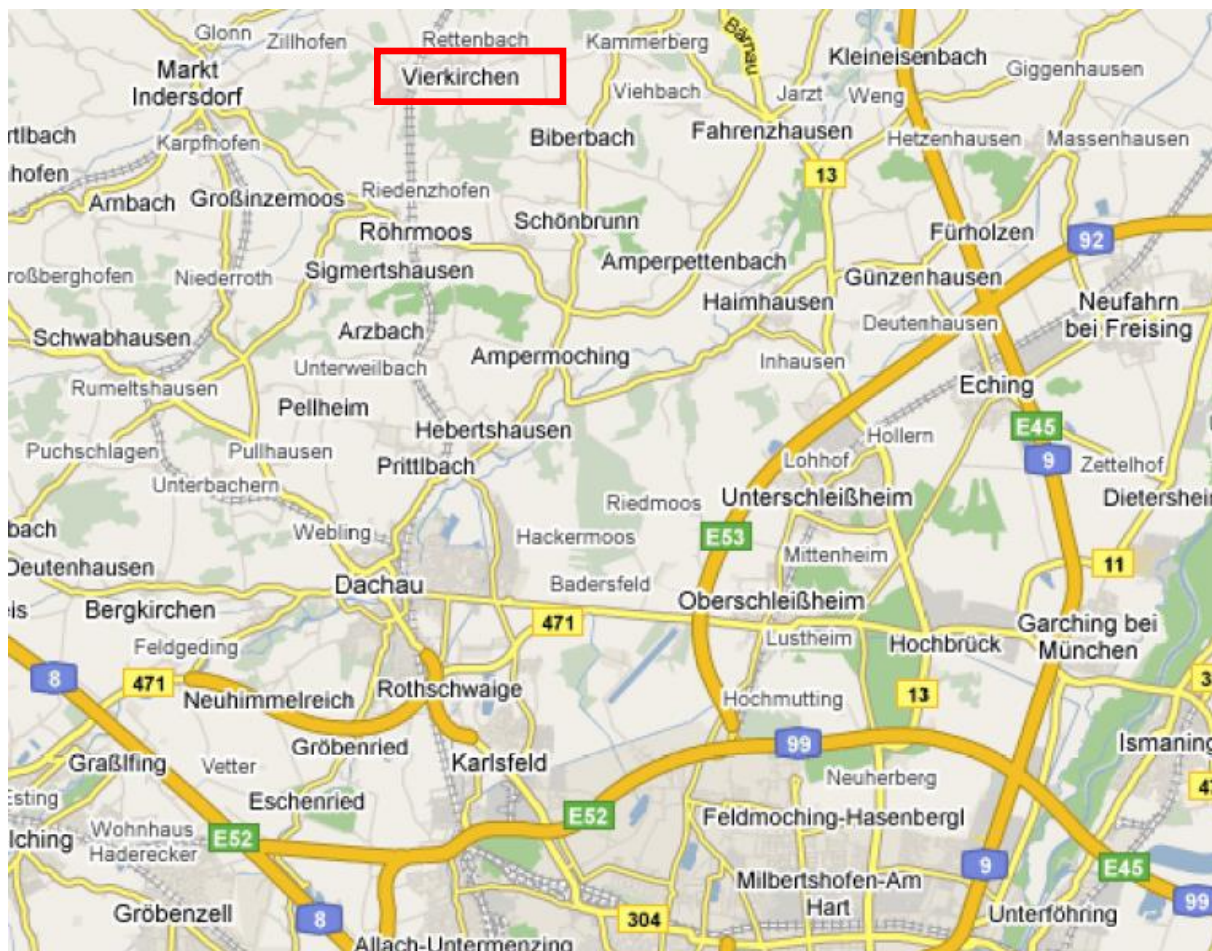 Glonn
Zillhofen
Rettenbach
Kammerberg
Bärnau
Kleineisenbach
Markt
Indersdorf
Vierkirchen
Viehbach
Jarzt
Weng
Giggenhausen
Karpfhofen
Biberbach
Fahrenzhausen
Hetzenhausen
Massenhausen
13
Arnbach
Großinzemoos
Riedenzhofen
Röhrmoos
Schönbrunn
Fürholzen
92
Niederroth
Sigmertshausen
Amperpettenbach
Günzenhausen
Haimhausen
Neufahrn
bei Freising
Schwabhausen
Arzbach
Deutenhausen
Unterweilbach
Ampermoching
Inhausen
Rumeltshausen
Eching
Pellheim
Hebertshausen
E45
Hollern
Puchschlagen
Pullhausen
Prittlbach
Lohhof
9
Zettelhof
Unterbachern
Riedmoos
Unterschleißheim
Webling
Hackermoos
E53
Mittenheim
11
Deutenhausen
Dachau
Badersfeld
Oberschleißheim
Bergkirchen
471
Lustheim
Hochbrück
Garching bei
München
Feldgeding
8
471
Neuhimmelreich
Rothschwaige
Hochmutting
13
Gröbenried
99
Ismaning
Graßlfing
Vetter
Karlsfeld
Neuherberg
Eschenried
E52
Feldmoching-Hasenbergl
Wohnhaus
Haderecker
E52
9
E45
Milbertshofen-Am
Hart
99
Gröbenzell
8
304
Unterföhring
Allach-Untermenzing